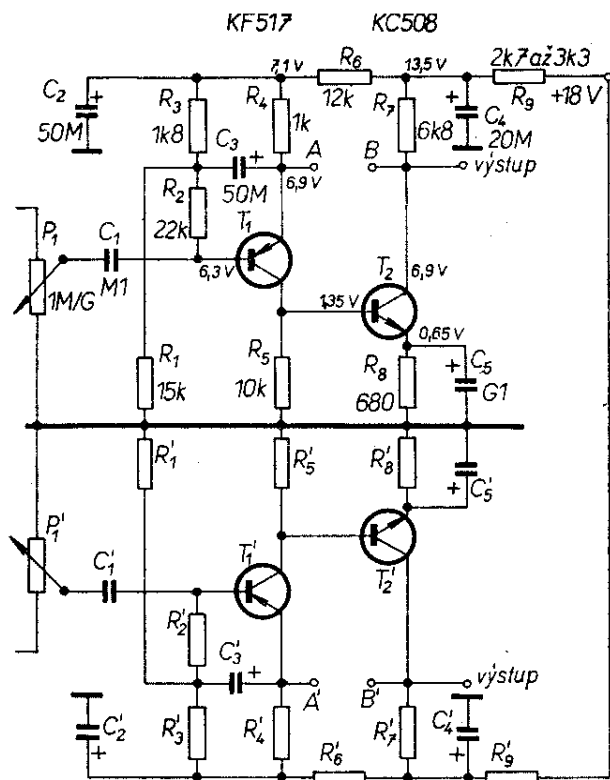 KF517 KC508
7,1 V R6 13,5 V 2k7 až 3k3
C2 + R3 R4 12k R7 + R9 +18 V
50M 1k8 1k 6k8 C4
C3 + A B 20M
50M 6,9 V výstup
R2
P1 C1 22k T1
M1 6,3 V T2 6,9 V
1M/G
1,35 V
0,65 V
R1 R5 R8 + C5
15k 10k 680 G1
R'1 R'5 R'8 + C'5
P'1 C'1 T'1 T'2
R'2
C'3 + A' B' výstup
C'2 + R'3 R'4 R'7 C'4 +
R'6 R'9